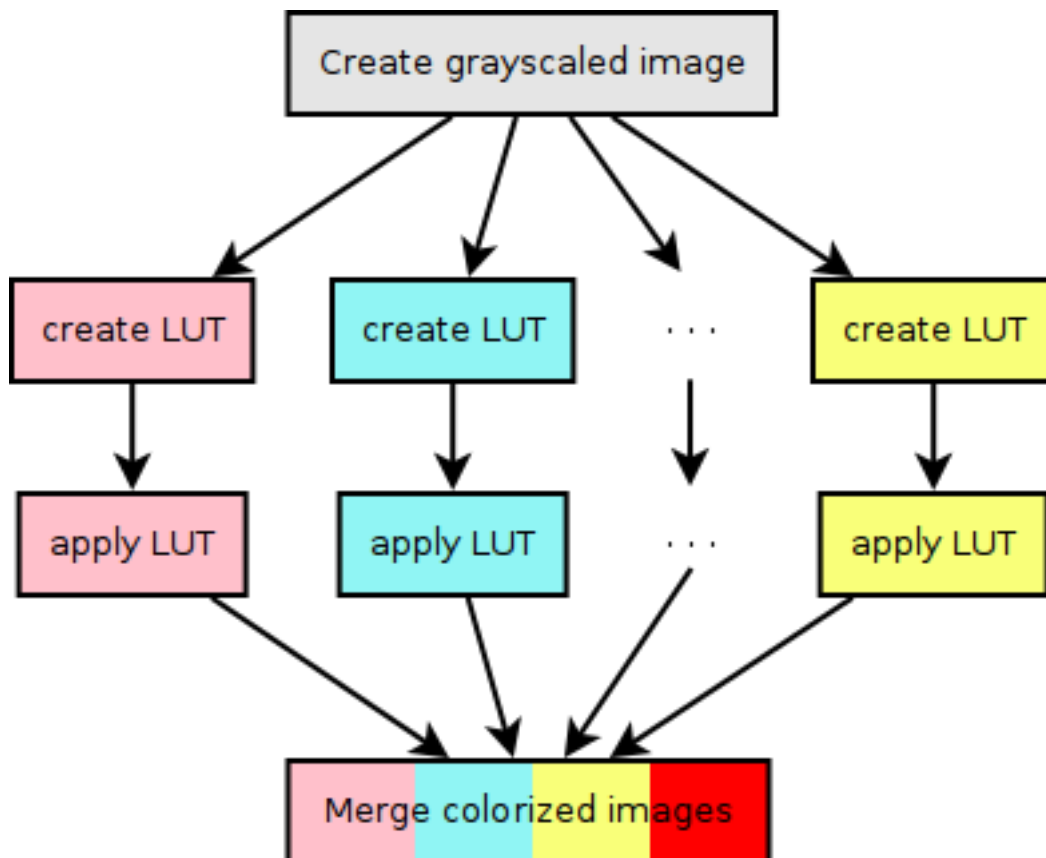 Create grayscaled image
create LUT
create LUT
...
create LUT
apply LUT
apply LUT
...
apply LUT
Merge colorized images